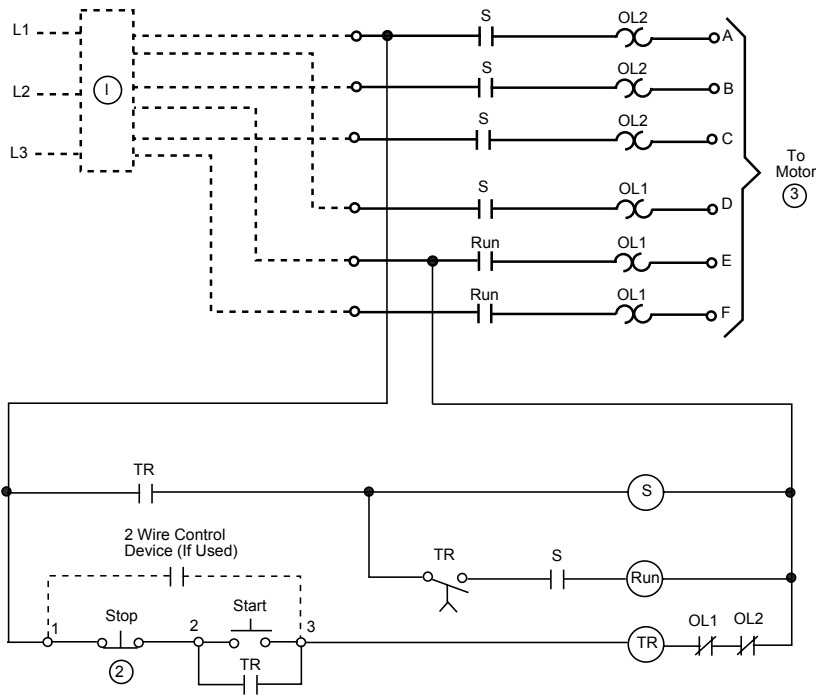 L1
L2
L3
I
S
OL2
A
S
OL2
B
S
OL2
C
S
OL1
D
Run
OL1
E
Run
OL1
F
To
Motor
3
TR
S
2 Wire Control
Device (If Used)
TR
S
Run
1
Stop
2
Start
3
2
TR
TR
OL1
OL2